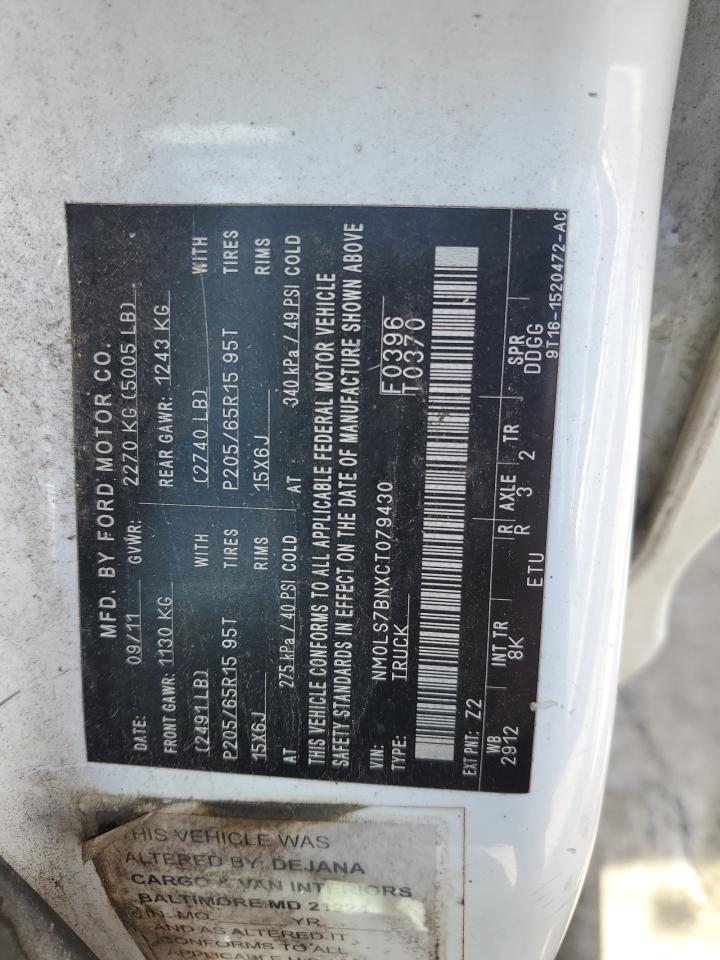 MFD. BY FORD MOTOR CO.
DATE: 09/11 GVWR: 2270 KG (5005 LB)
FRONT GAWR: 1130 KG REAR GAWR: 1243 KG
(2491 LB) WITH (2740 LB) WITH
P205/65R15 95T TIRES P205/65R15 95T TIRES
15X6J RIMS 15X6J RIMS
AT 275 kPa / 40 PSI COLD AT 340 kPa / 49 PSI COLD
THIS VEHICLE CONFORMS TO ALL APPLICABLE FEDERAL MOTOR VEHICLE
SAFETY STANDARDS IN EFFECT ON THE DATE OF MANUFACTURE SHOWN ABOVE
VIN: NM0LS7BNXCT079430 F0396
TYPE: TRUCK T0370
EXT PNT: Z2
WB INT TR R AXLE TR SPR
2912 8K R 3 2 DDGG
ETU 9T16-1520472-AC
THIS VEHICLE WAS
ALTERED BY: DEJANA
CARGO & VAN INTERIORS
BALTIMORE MD
IN: MO. YR.
AND AS ALTERED IT
CONFORMS TO ALL
APPLICABLE